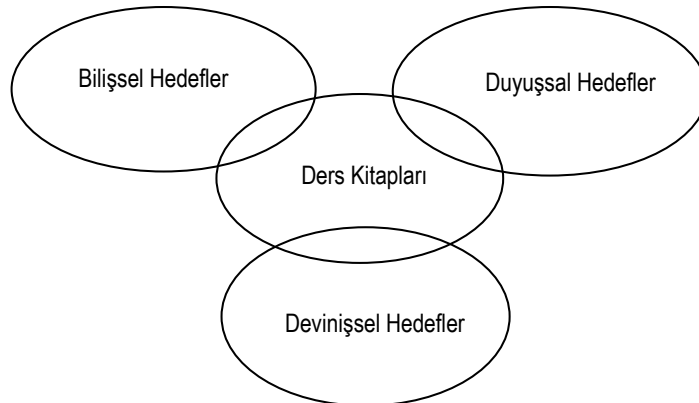 Bilişsel Hedefler
Duyuşsal Hedefler
Ders Kitapları
Devinişsel Hedefler